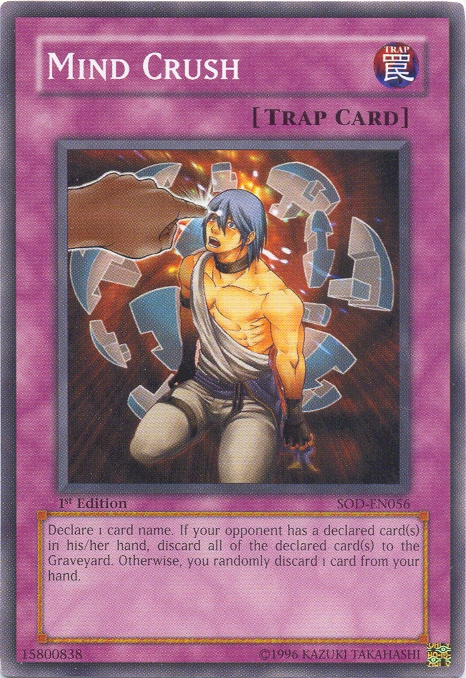 MIND CRUSH
TRAP
罠
[TRAP CARD]
1st Edition
SOD-EN056
Declare 1 card name. If your opponent has a declared card(s)
in his/her hand, discard all of the declared card(s) to the
Graveyard. Otherwise, you randomly discard 1 card from your
hand.
15800838
©1996 KAZUKI TAKAHASHI